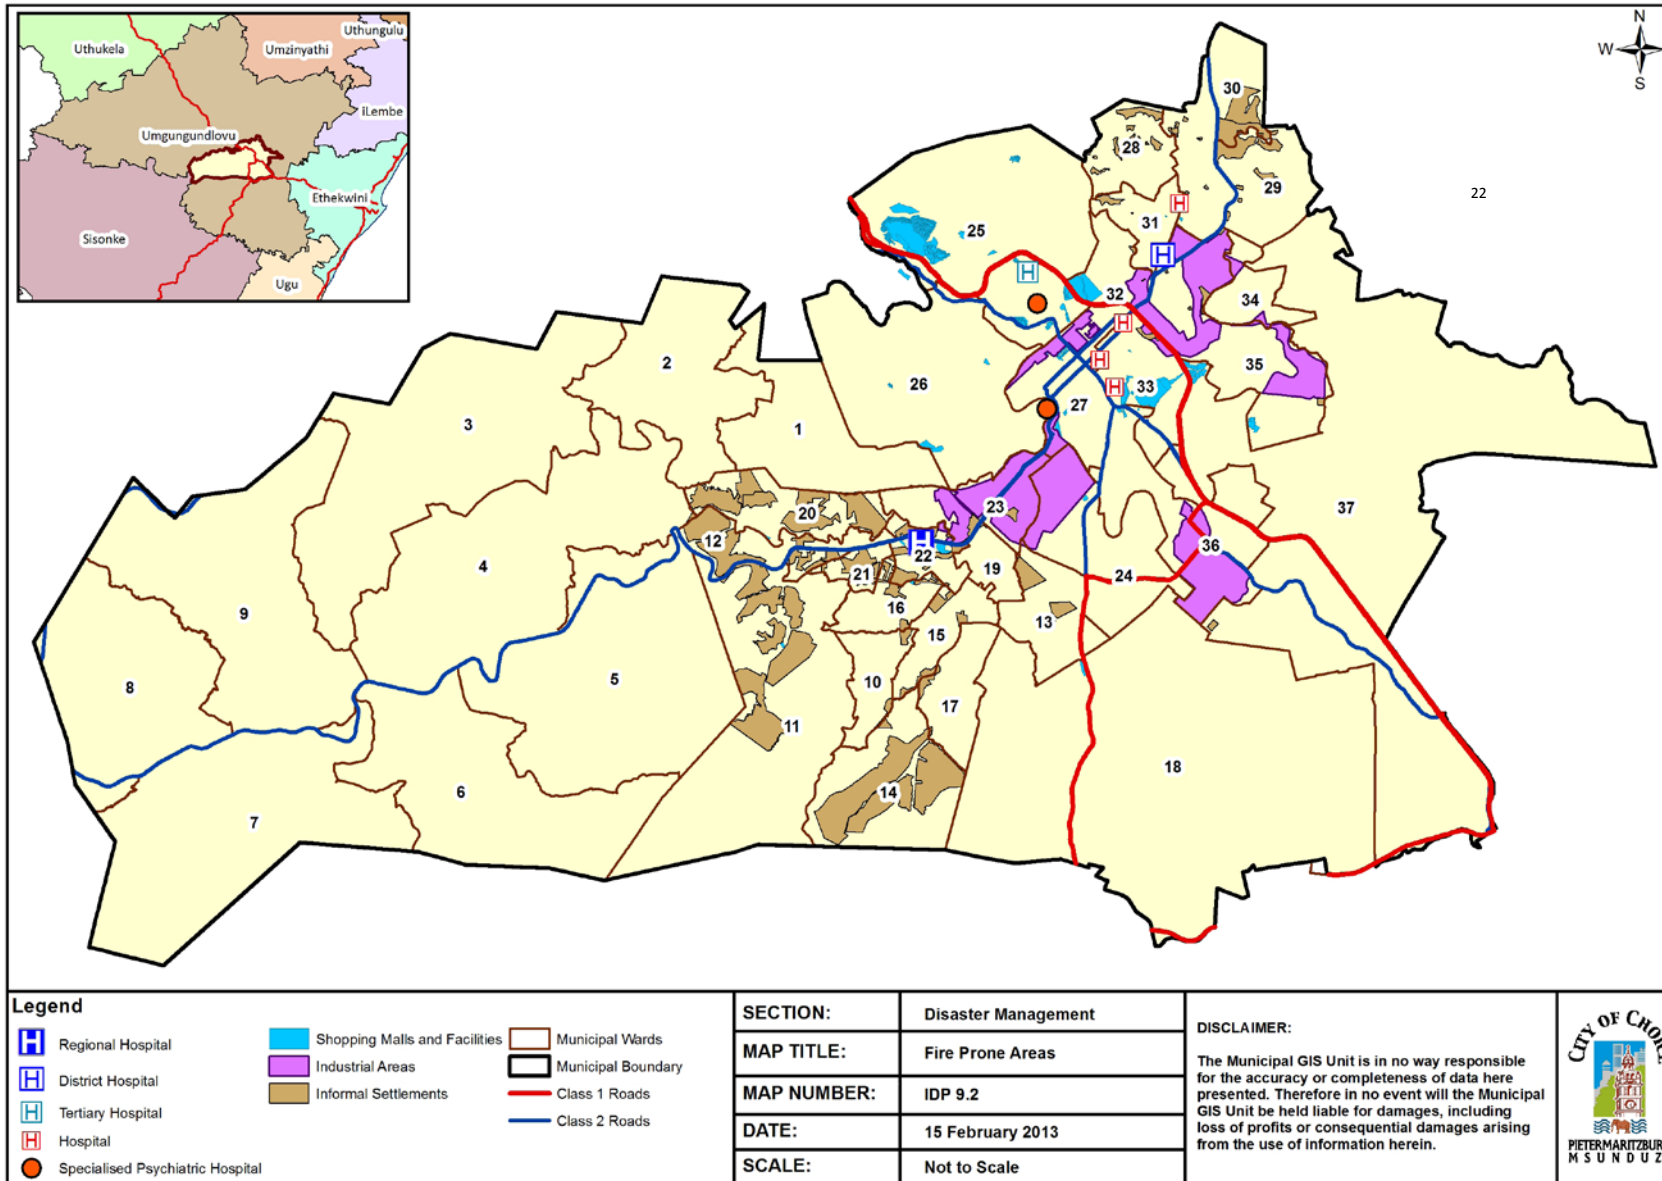 Uthukela
Umzinyathi
Uthungulu
iLembe
Umgungundlovu
Ethekwini
Sisonke
Ugu
N
W
S
30
28
29
22
31
25
32
34
35
33
26
27
2
1
3
37
20
23
12
22
36
21
19
24
4
16
13
15
9
10
5
8
17
11
18
14
6
7
Legend
Regional Hospital
District Hospital
Tertiary Hospital
Hospital
Specialised Psychiatric Hospital
Shopping Malls and Facilities
Industrial Areas
Informal Settlements
Municipal Wards
Municipal Boundary
Class 1 Roads
Class 2 Roads
SECTION: Disaster Management
MAP TITLE: Fire Prone Areas
MAP NUMBER: IDP 9.2
DATE: 15 February 2013
SCALE: Not to Scale
DISCLAIMER:
The Municipal GIS Unit is in no way responsible
for the accuracy or completeness of data here
presented. Therefore in no event will the Municipal
GIS Unit be held liable for damages, including
loss of profits or consequential damages arising
from the use of information herein.
CITY OF CHOICE
PIETERMARITZBUR
MSUNDUZ